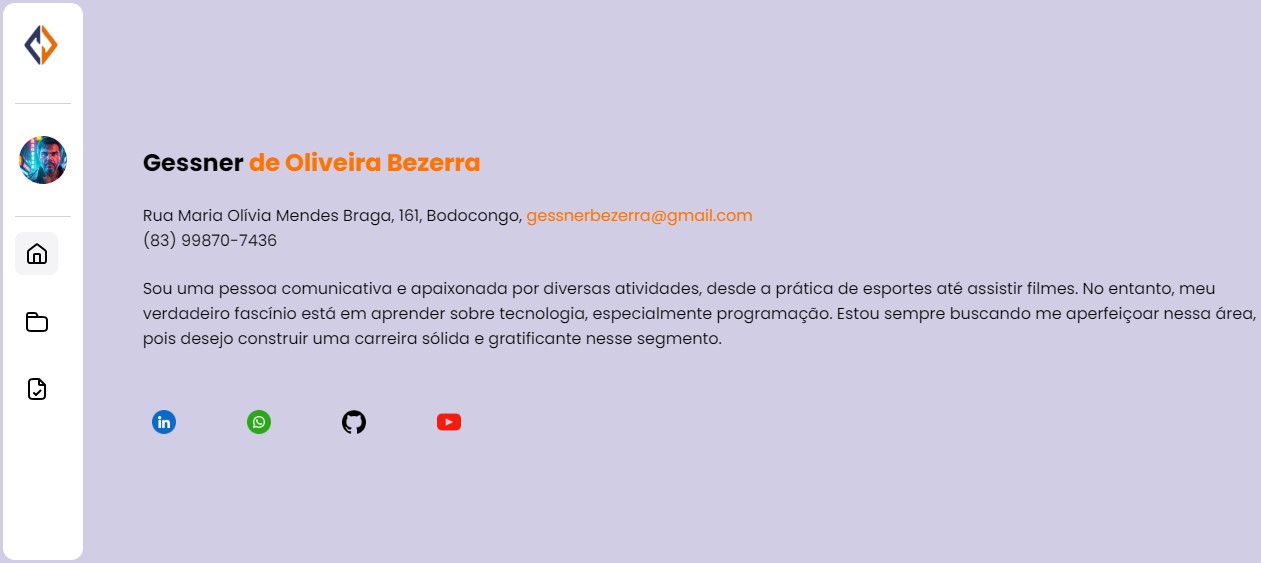 Gessner de Oliveira Bezerra
Rua Maria Olívia Mendes Braga, 161, Bodocongo, gessnerbezerra@gmail.com
(83) 99870-7436
Sou uma pessoa comunicativa e apaixonada por diversas atividades, desde a prática de esportes até assistir filmes. No entanto, meu
verdadeiro fascínio está em aprender sobre tecnologia, especialmente programação. Estou sempre buscando me aperfeiçoar nessa área,
pois desejo construir uma carreira sólida e gratificante nesse segmento.
in